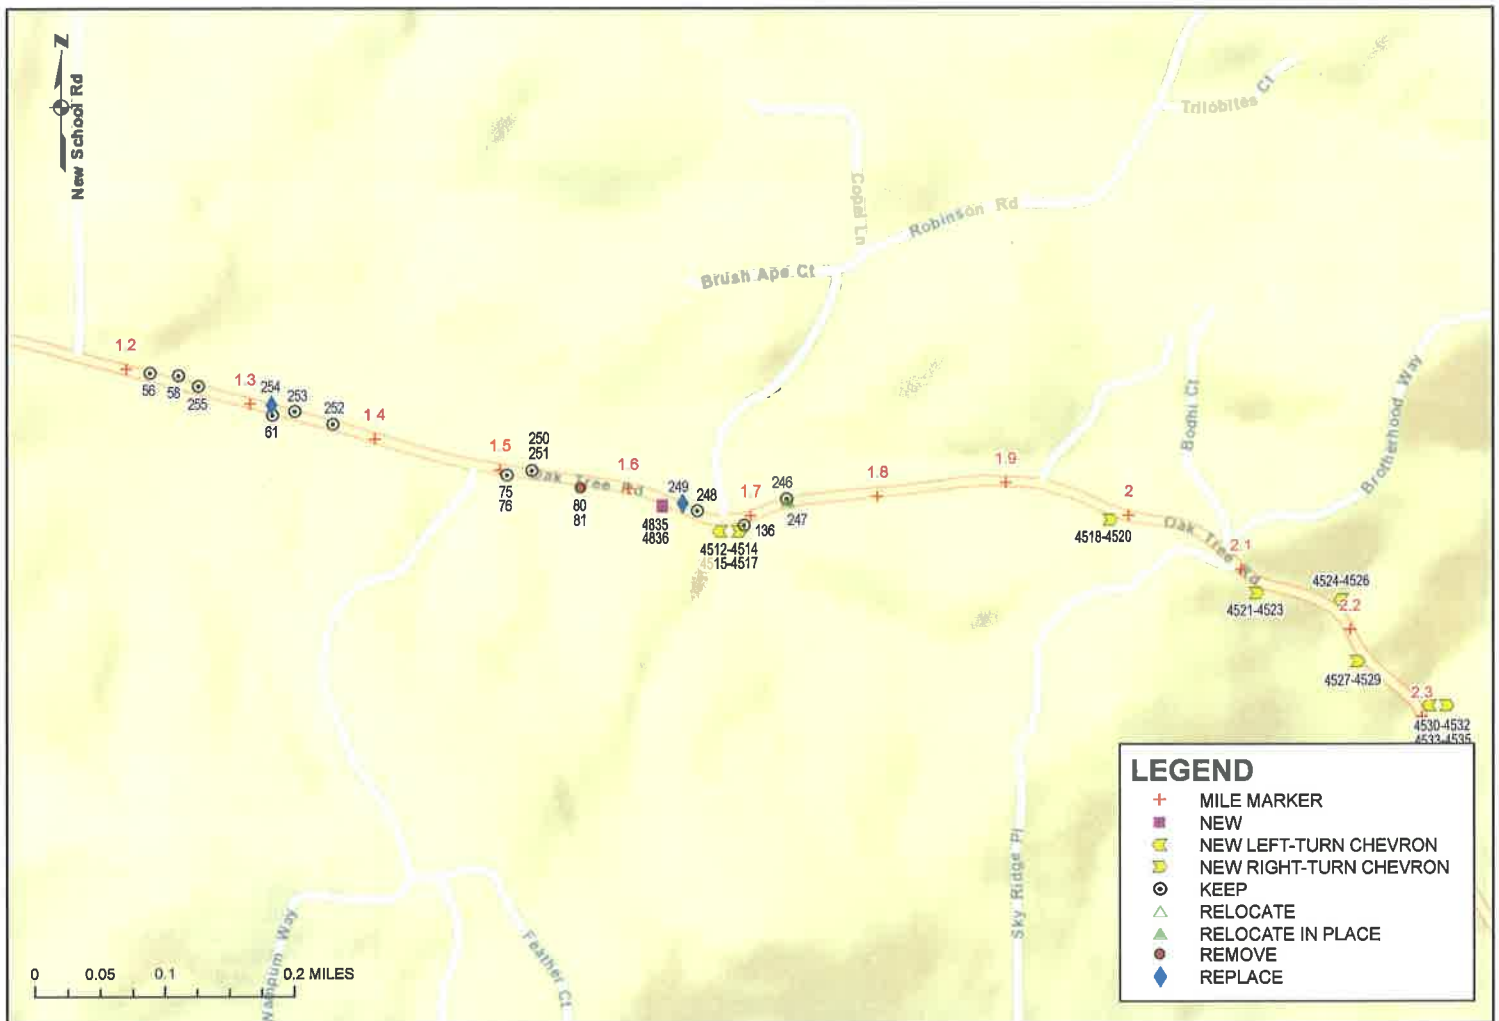 N
New School Rd
Trilobites Ct
Copal Ln
Robinson Rd
Brush Ape Ct
1.2
56
58
255
1.3
254
253
252
61
1.4
1.5
250
251
75
76
Oak Tree Rd
80
81
1.6
249
248
4835
4836
1.7
246
247
136
4512-4514
4515-4517
1.8
1.9
2
4518-4520
Oak Tree Rd
Bodhi Ct
Brotherhood Way
2.1
4521-4523
4524-4526
2.2
4527-4529
2.3
4530-4532
4533-4535
Sky Ridge Pl
Wampum Way
Feather Ct
0 0.05 0.1 0.2 MILES
LEGEND
MILE MARKER
NEW
NEW LEFT-TURN CHEVRON
NEW RIGHT-TURN CHEVRON
KEEP
RELOCATE
RELOCATE IN PLACE
REMOVE
REPLACE